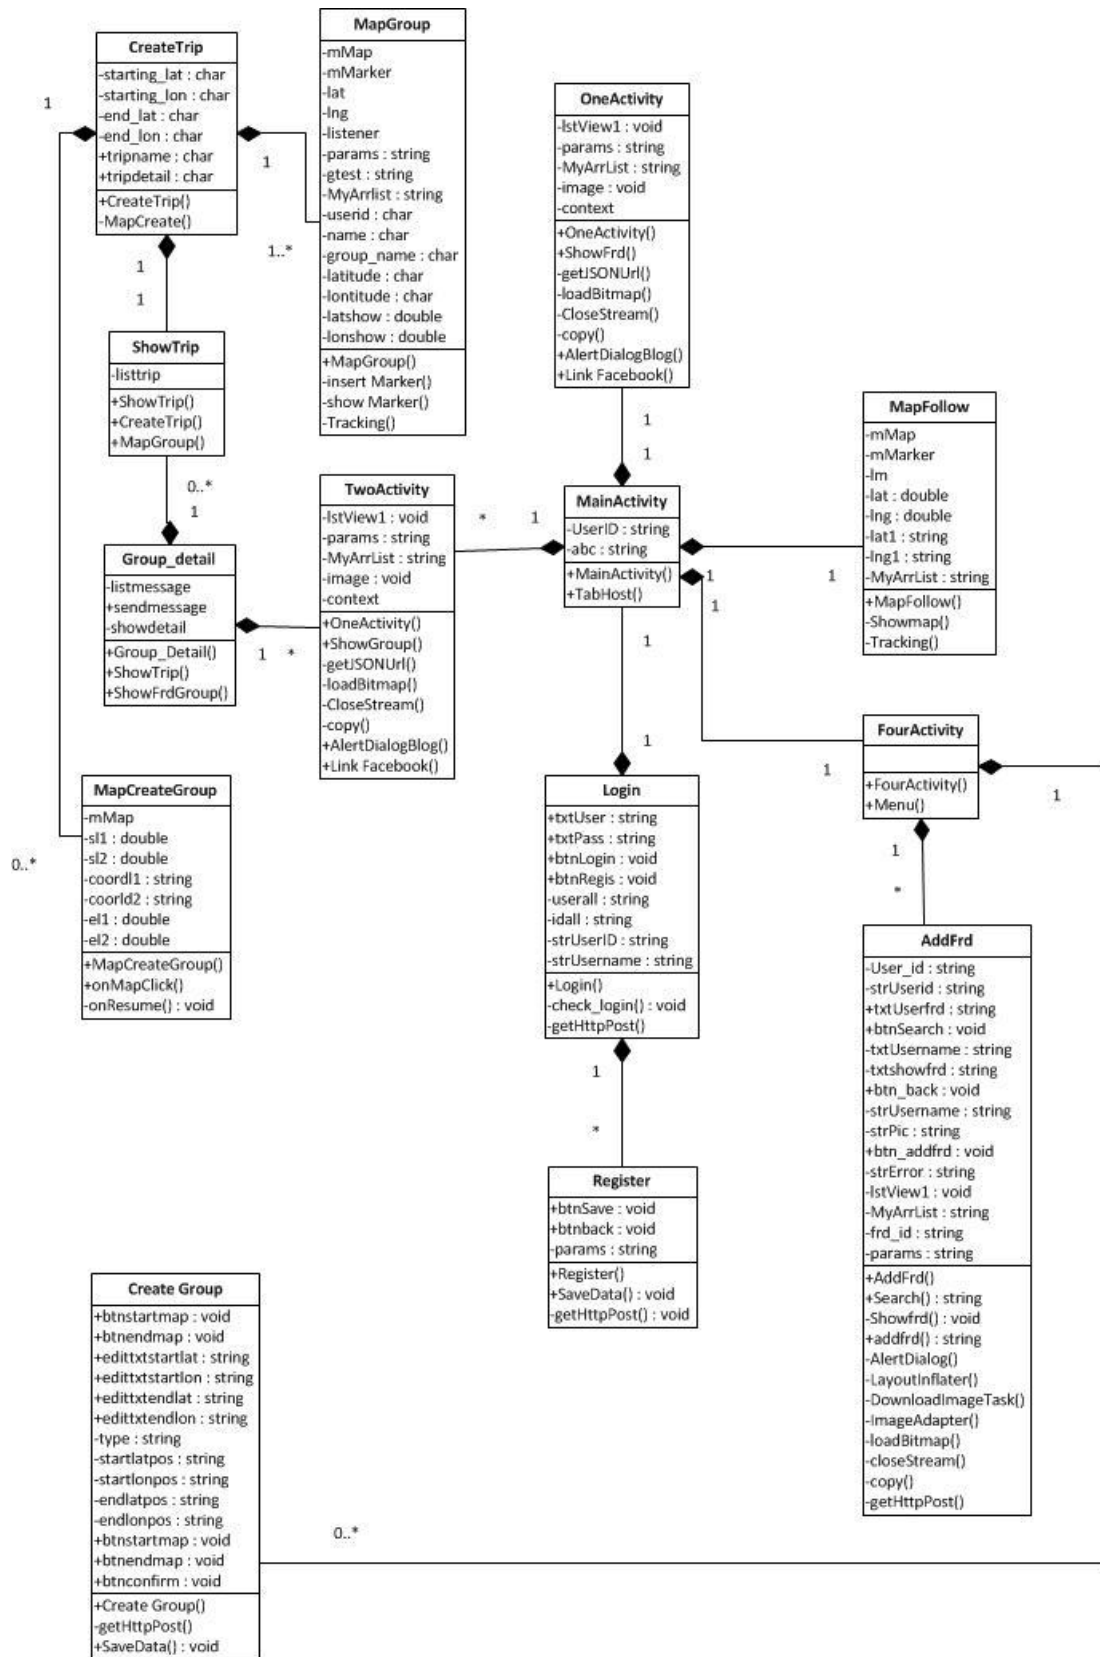 CreateTrip
-starting_lat : char
-starting_lon : char
-end_lat : char
-end_lon : char
+tripname : char
+tripdetail : char
+CreateTrip()
-MapCreate()
1
1
1
1..*
1
MapGroup
-mMap
-mMarker
-lat
-lng
-listener
-params : string
-gtest : string
-MyArrlist : string
-userid : char
-name : char
-group_name : char
-latitude : char
-lontitude : char
-latshow : double
-lonshow : double
+MapGroup()
-insert Marker()
-show Marker()
-Tracking()
OneActivity
-lstView1 : void
-params : string
-MyArrList : string
-image : void
-context
+OneActivity()
+ShowFrd()
-getJSONUrl()
-loadBitmap()
-CloseStream()
-copy()
+AlertDialogBlog()
+Link Facebook()
1
1
ShowTrip
-listtrip
+ShowTrip()
+CreateTrip()
+MapGroup()
0..*
1
MapFollow
-mMap
-mMarker
-lm
-lat : double
-lng : double
-lat1 : string
-lng1 : string
-MyArrList : string
+MapFollow()
-Showmap()
-Tracking()
TwoActivity
-lstView1 : void
-params : string
-MyArrList : string
-image : void
-context
+OneActivity()
+ShowGroup()
-getJSONUrl()
-loadBitmap()
-CloseStream()
-copy()
+AlertDialogBlog()
+Link Facebook()
*
1
MainActivity
-UserID : string
-abc : string
+MainActivity()
+TabHost()
1
1
1
1
1
1
Group_detail
-listmessage
+sendmessage
-showdetail
+Group_Detail()
+ShowTrip()
+ShowFrdGroup()
1
*
FourActivity
+FourActivity()
+Menu()
1
1
*
MapCreateGroup
-mMap
-sl1 : double
-sl2 : double
-coordl1 : string
-coorld2 : string
-el1 : double
-el2 : double
+MapCreateGroup()
+onMapClick()
-onResume() : void
0..*
Login
+txtUser : string
+txtPass : string
+btnLogin : void
+btnRegis : void
-userall : string
-idall : string
-strUserID : string
-strUsername : string
+Login()
-check_login() : void
-getHttpPost()
1
*
AddFrd
-User_id : string
-strUserid : string
+txtUserfrd : string
+btnSearch : void
-txtUsername : string
-txtshowfrd : string
+btn_back : void
-strUsername : string
-strPic : string
+btn_addfrd : void
-strError : string
-lstView1 : void
-MyArrList : string
-frd_id : string
-params : string
+AddFrd()
+Search() : string
-Showfrd() : void
+addfrd() : string
-AlertDialog()
-LayoutInflater()
-DownloadImageTask()
-ImageAdapter()
-loadBitmap()
-closeStream()
-copy()
-getHttpPost()
Register
+btnSave : void
+btnback : void
-params : string
+Register()
+SaveData() : void
-getHttpPost() : void
Create Group
+btnstartmap : void
+btnendmap : void
+edittxtstartlat : string
+edittxtstartlon : string
+edittxtendlat : string
+edittxtendlon : string
-type : string
-startlatpos : string
-startlonpos : string
-endlatpos : string
-endlonpos : string
+btnstartmap : void
+btnendmap : void
+btnconfirm : void
+Create Group()
-getHttpPost()
+SaveData() : void
0..*